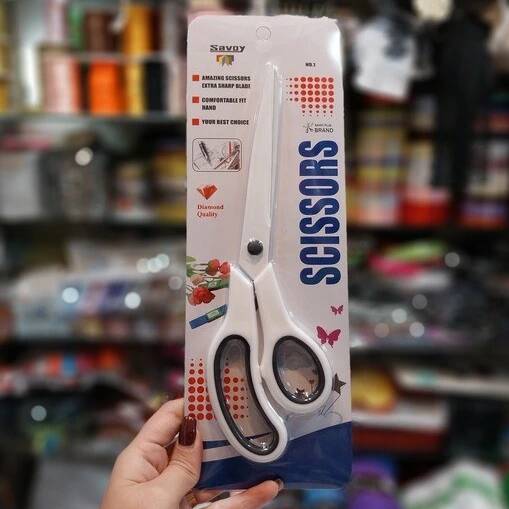 Savoy
NO.1
AMAZING SCISSORS
EXTRA SHARP BLADE
COMFORTABLE FIT
HAND
YOUR BEST CHOICE
BRAND
Diamond
Quality
SCISSORS